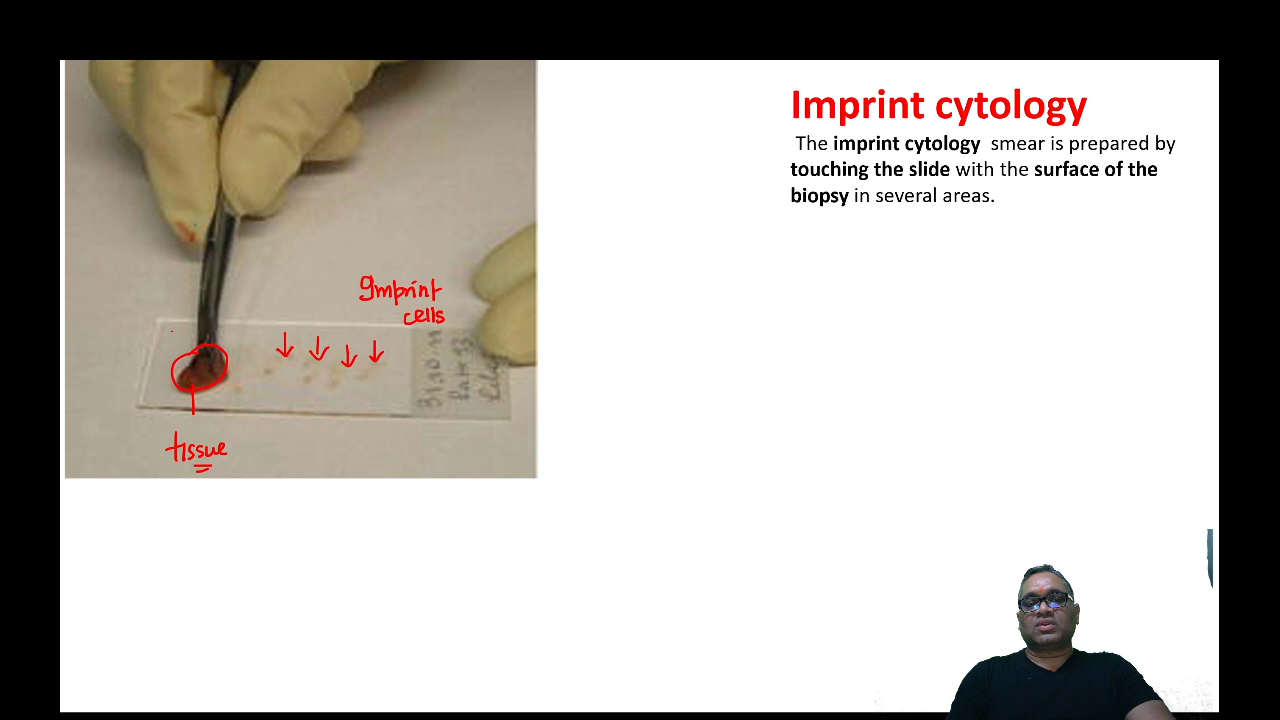 Imprint cytology
The imprint cytology smear is prepared by
touching the slide with the surface of the
biopsy in several areas.
Imprint
cells
tissue